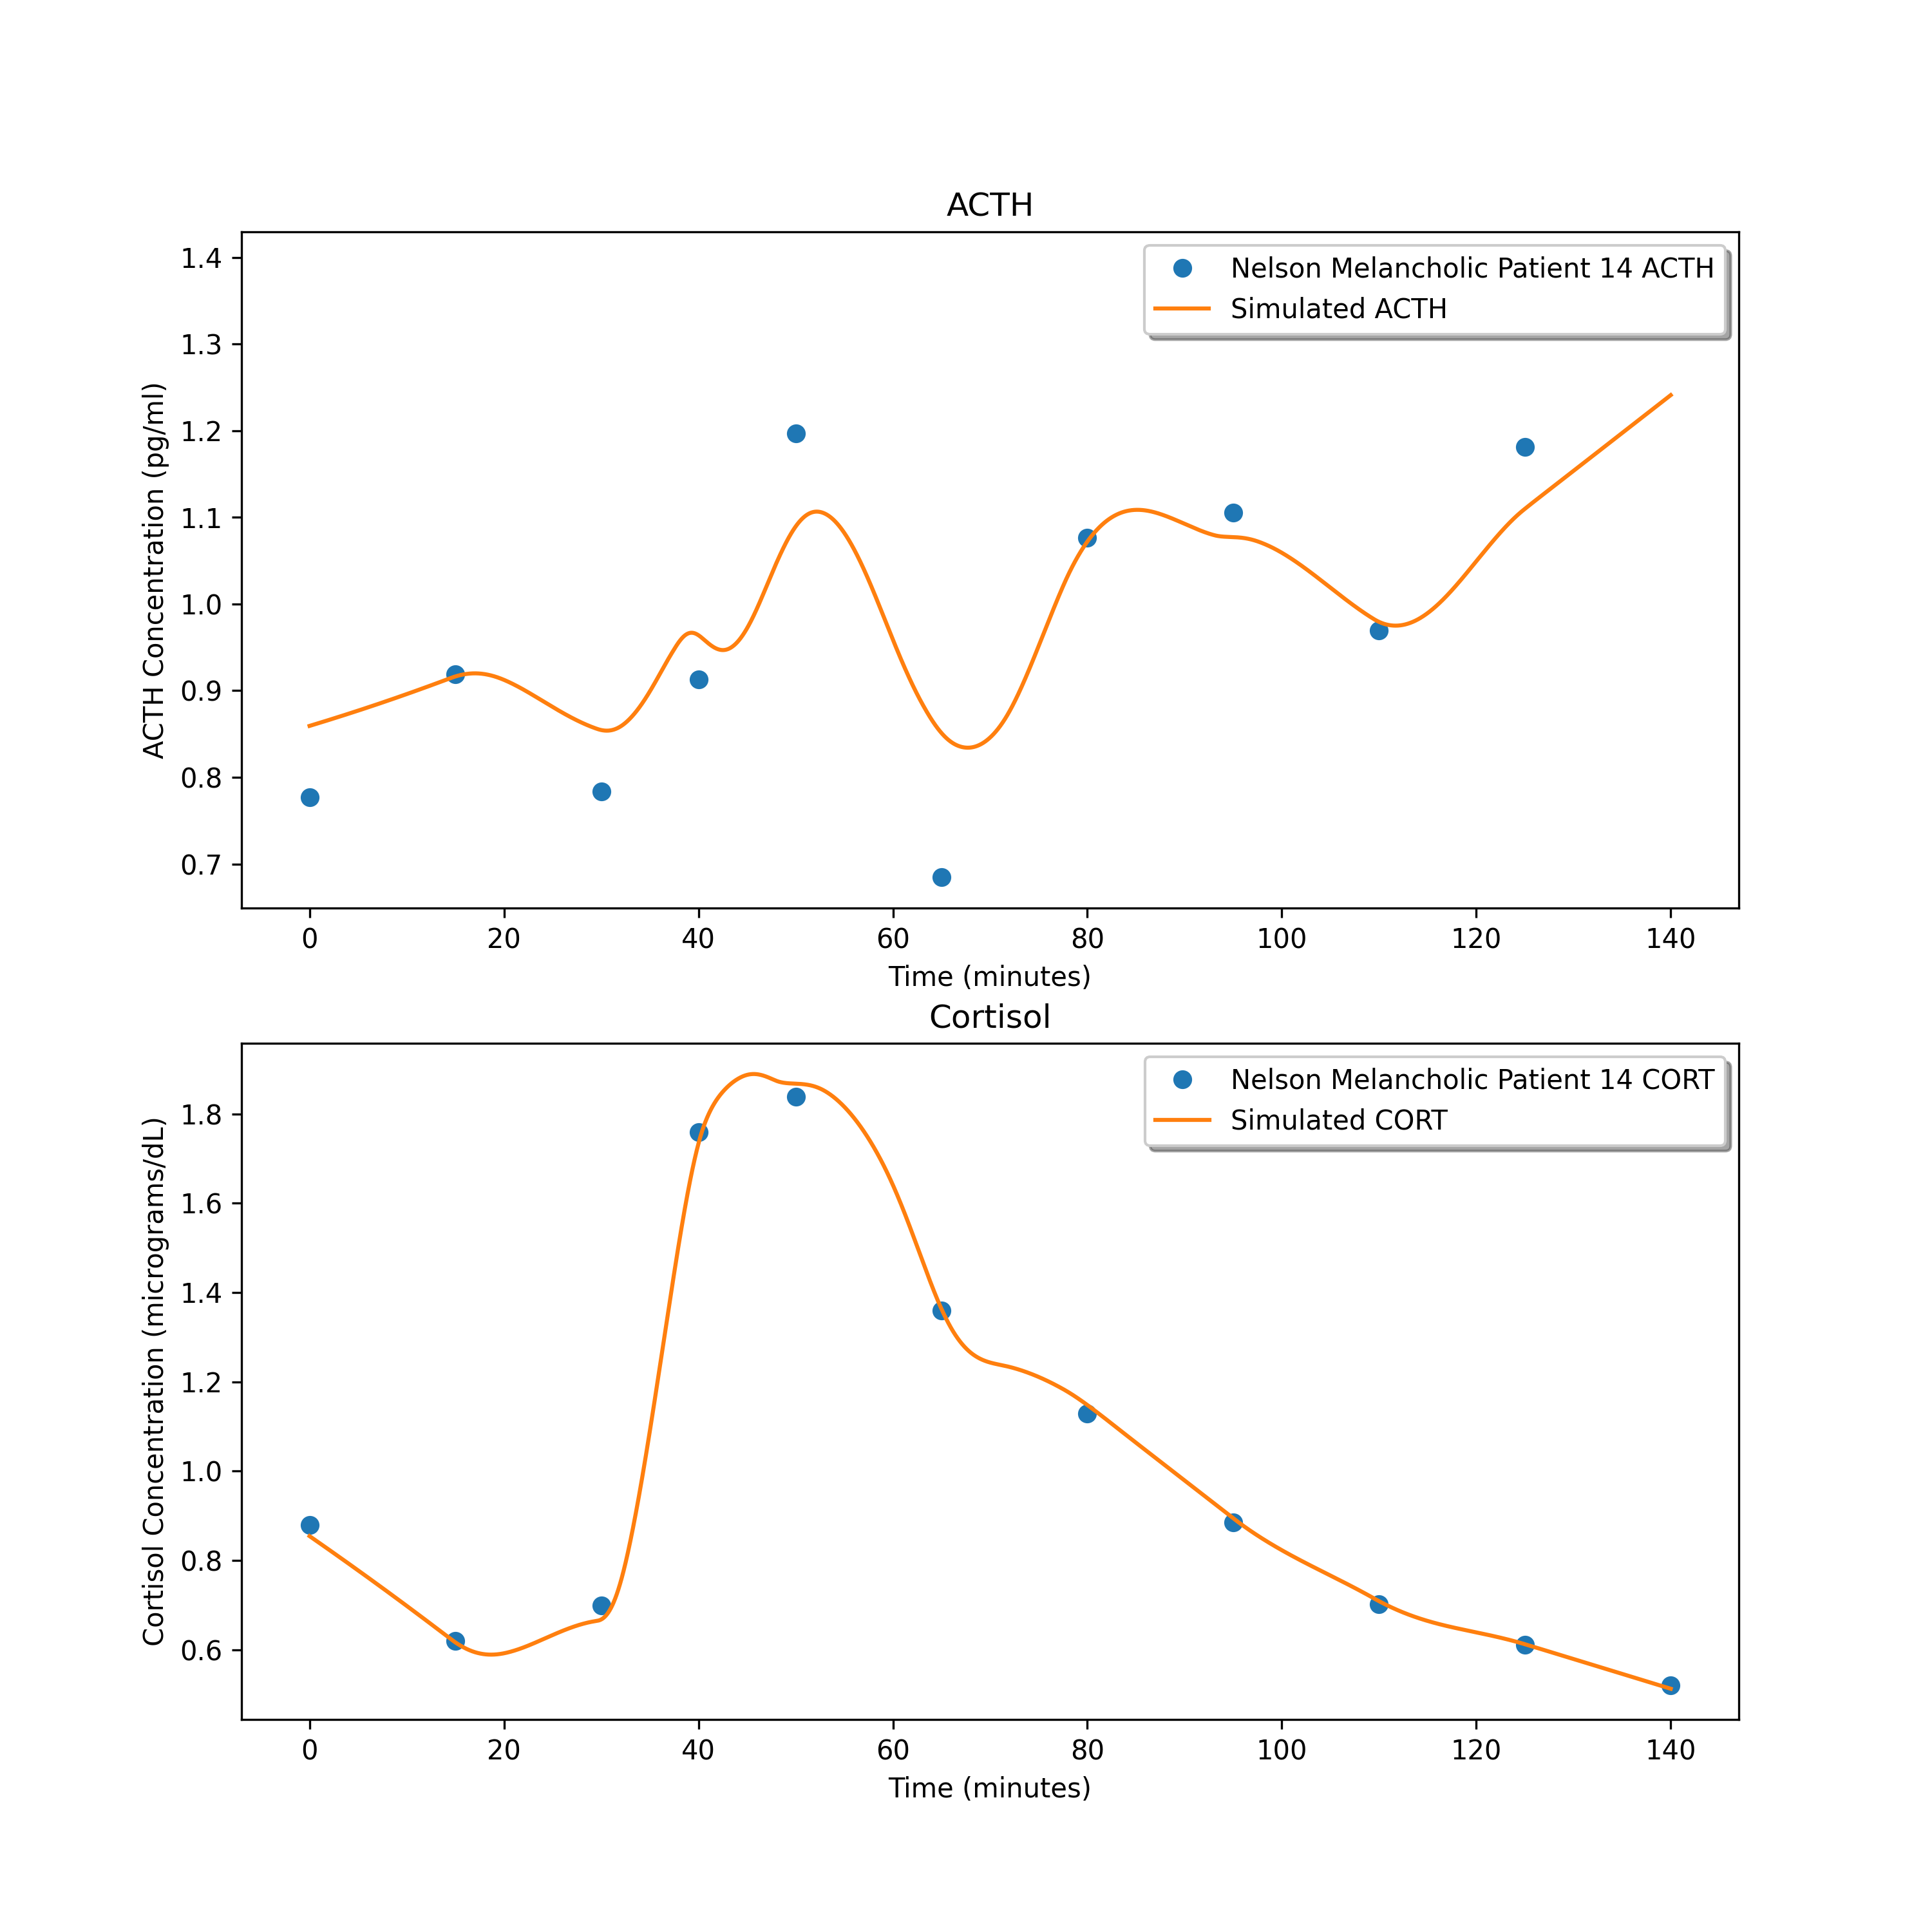 ACTH
1.4
1.3
1.2
1.1
1.0
0.9
0.8
0.7
ACTH Concentration (pg/ml)
Nelson Melancholic Patient 14 ACTH
Simulated ACTH
0 20 40 60 80 100 120 140
Time (minutes)
Cortisol
1.8
1.6
1.4
1.2
1.0
0.8
0.6
Cortisol Concentration (micrograms/dL)
Nelson Melancholic Patient 14 CORT
Simulated CORT
0 20 40 60 80 100 120 140
Time (minutes)